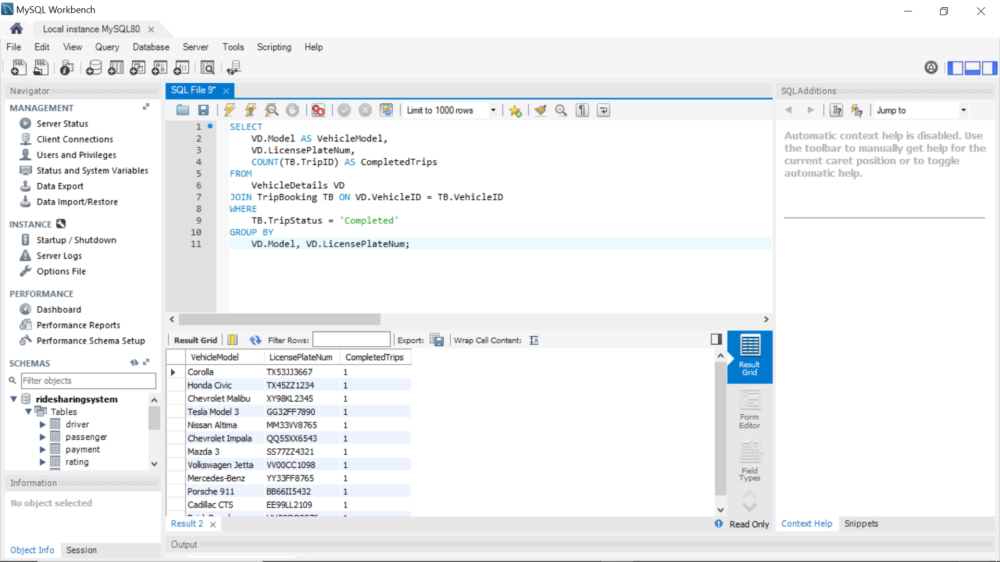 MySQL Workbench
Local instance MySQL80
File Edit View Query Database Server Tools Scripting Help
Navigator
MANAGEMENT
Server Status
Client Connections
Users and Privileges
Status and System Variables
Data Export
Data Import/Restore
INSTANCE
Startup / Shutdown
Server Logs
Options File
PERFORMANCE
Dashboard
Performance Reports
Performance Schema Setup
SCHEMAS
Filter objects
ridesharingsystem
Tables
driver
passenger
payment
rating
Information
No object selected
Object Info Session
SQL File 9*
Limit to 1000 rows
1 SELECT
2 VD.Model AS VehicleModel,
3 VD.LicensePlateNum,
4 COUNT(TB.TripID) AS CompletedTrips
5 FROM
6 VehicleDetails VD
7 JOIN TripBooking TB ON VD.VehicleID = TB.VehicleID
8 WHERE
9 TB.TripStatus = 'Completed'
10 GROUP BY
11 VD.Model, VD.LicensePlateNum;
Result Grid Filter Rows: Export: Wrap Cell Content:
VehicleModel LicensePlateNum CompletedTrips
Corolla TX53JJ3667 1
Honda Civic TX45ZZ1234 1
Chevrolet Malibu XY98KL2345 1
Tesla Model 3 GG32FF7890 1
Nissan Altima MM33VV8765 1
Chevrolet Impala QQ55XX6543 1
Mazda 3 SS77ZZ4321 1
Volkswagen Jetta VV00CC1098 1
Mercedes-Benz YY33FF8765 1
Porsche 911 BB66II5432 1
Cadillac CTS EE99LL2109 1
Result
Grid
Form
Editor
Field
Types
Result 2
Read Only
Output
SQLAdditions
Jump to
Automatic context help is disabled. Use
the toolbar to manually get help for the
current caret position or to toggle
automatic help.
Context Help Snippets